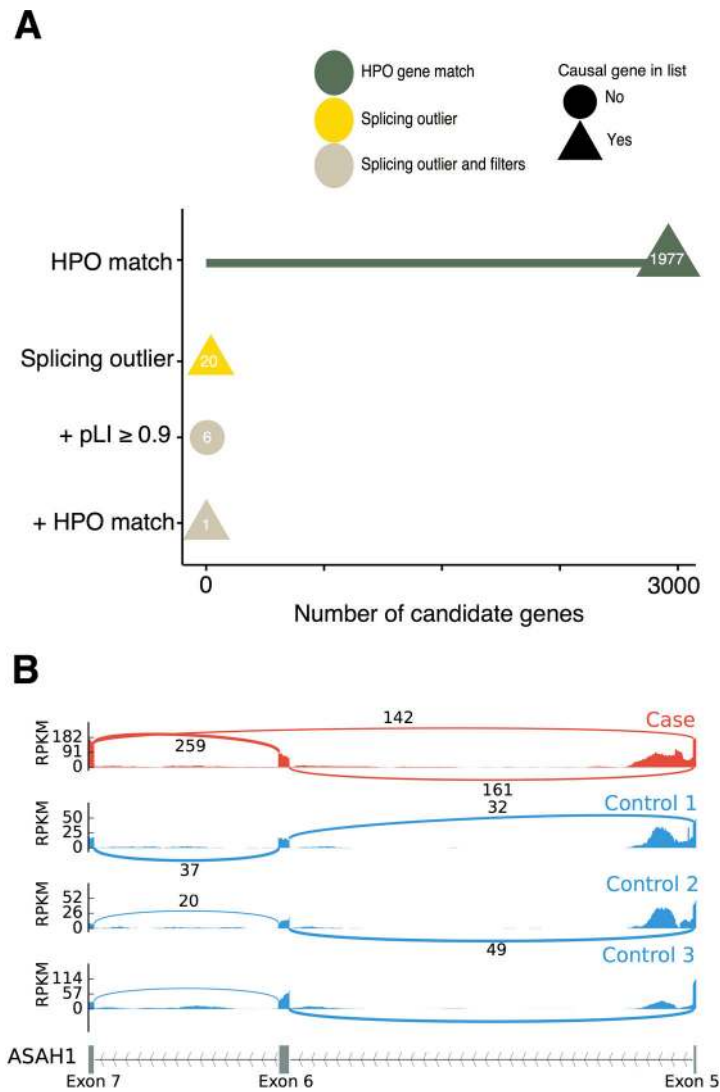 A
HPO gene match
Splicing outlier
Splicing outlier and filters
Causal gene in list
No
Yes
HPO match
1977
Splicing outlier
20
+ pLI ≥ 0.9
6
+ HPO match
1
0
3000
Number of candidate genes
B
142
Case
RPKM
182
91
0
259
161
32
Control 1
RPKM
50
25
0
37
20
Control 2
RPKM
52
26
0
49
Control 3
RPKM
114
57
0
ASAH1
Exon 7
Exon 6
Exon 5